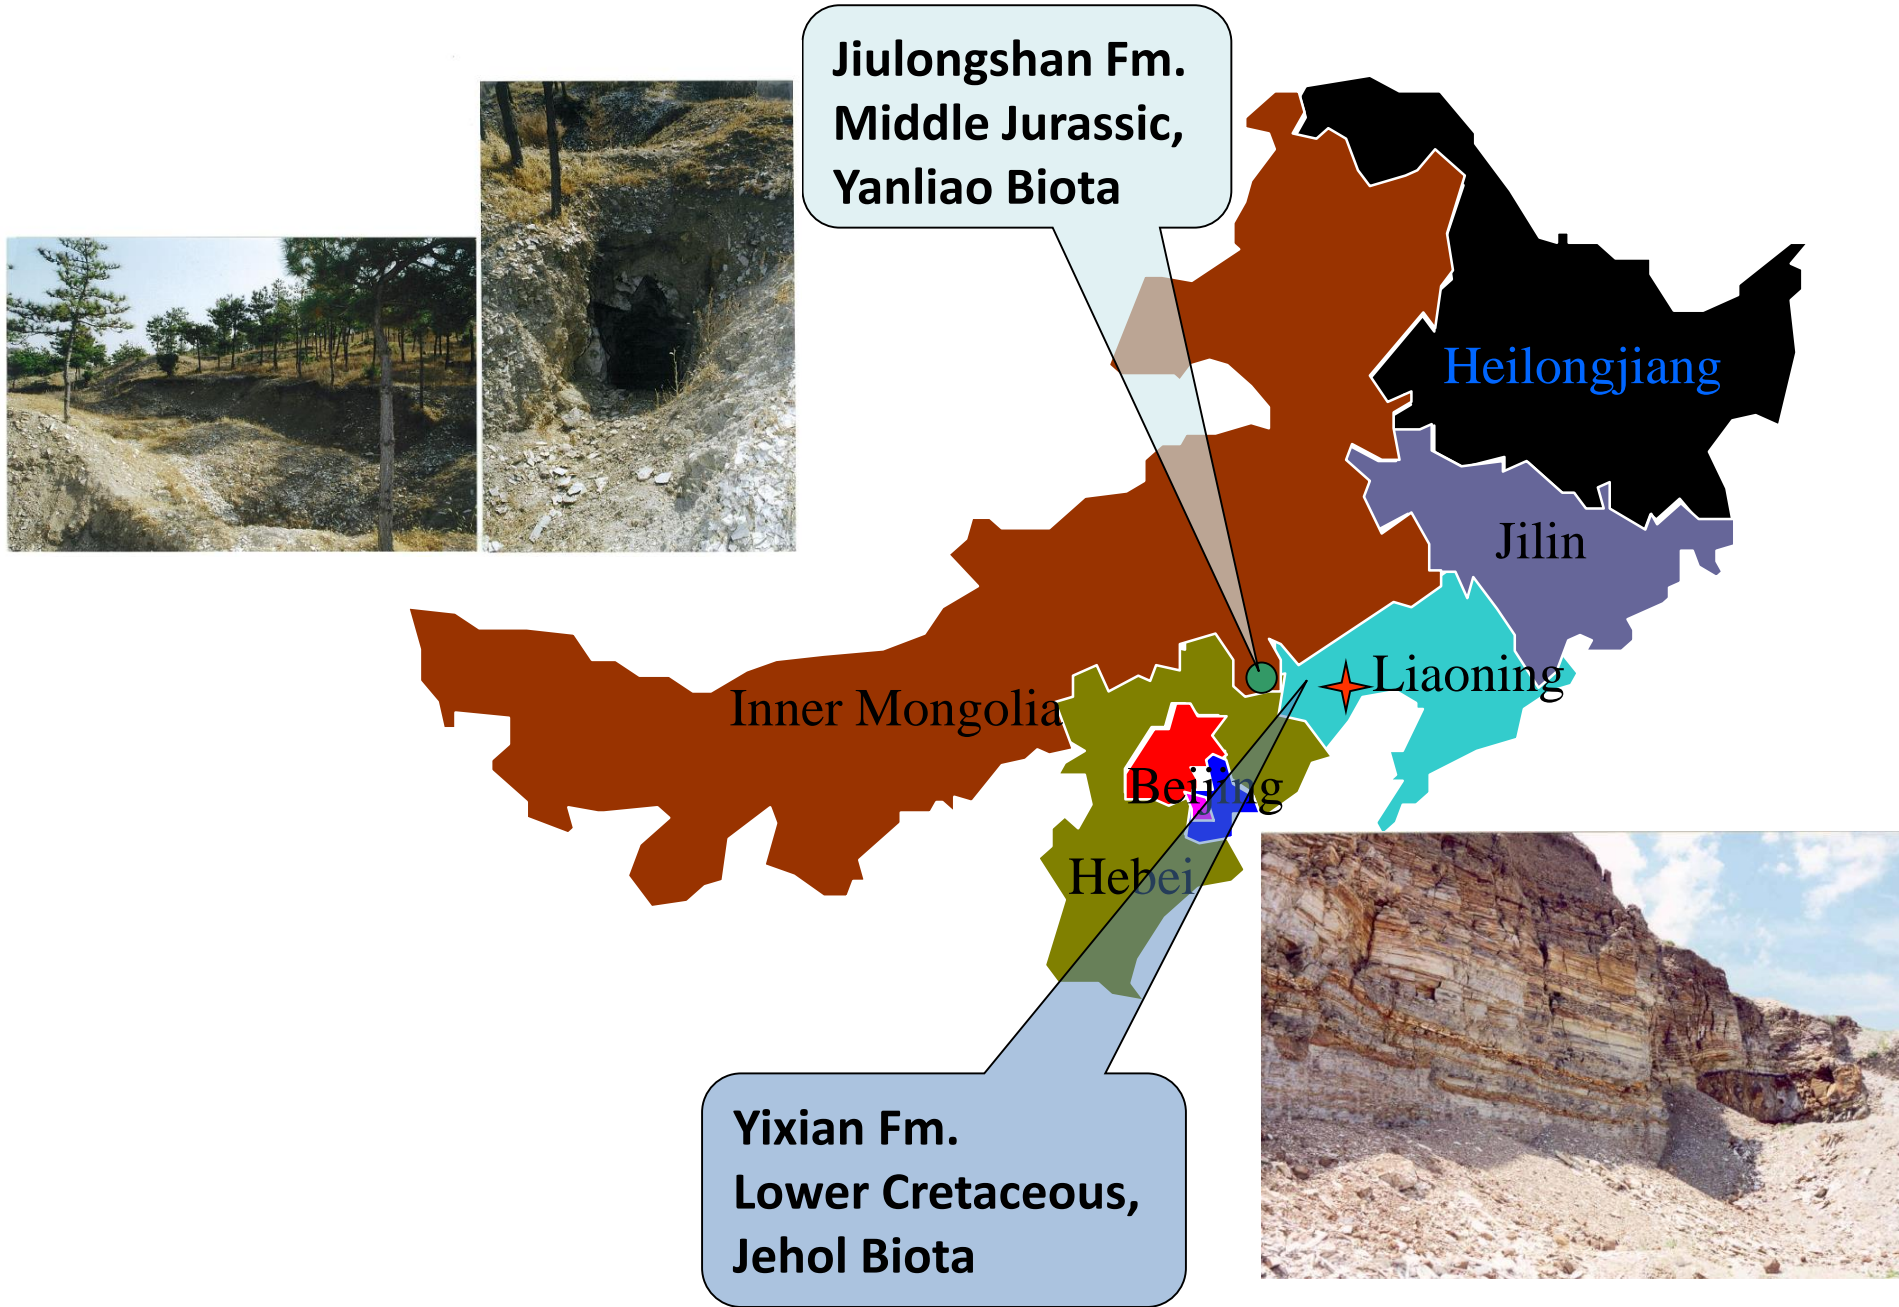 Jiulongshan Fm.
Middle Jurassic,
Yanliao Biota
Heilongjiang
Jilin
Liaoning
Inner Mongolia
Beijing
Hebei
Yixian Fm.
Lower Cretaceous,
Jehol Biota